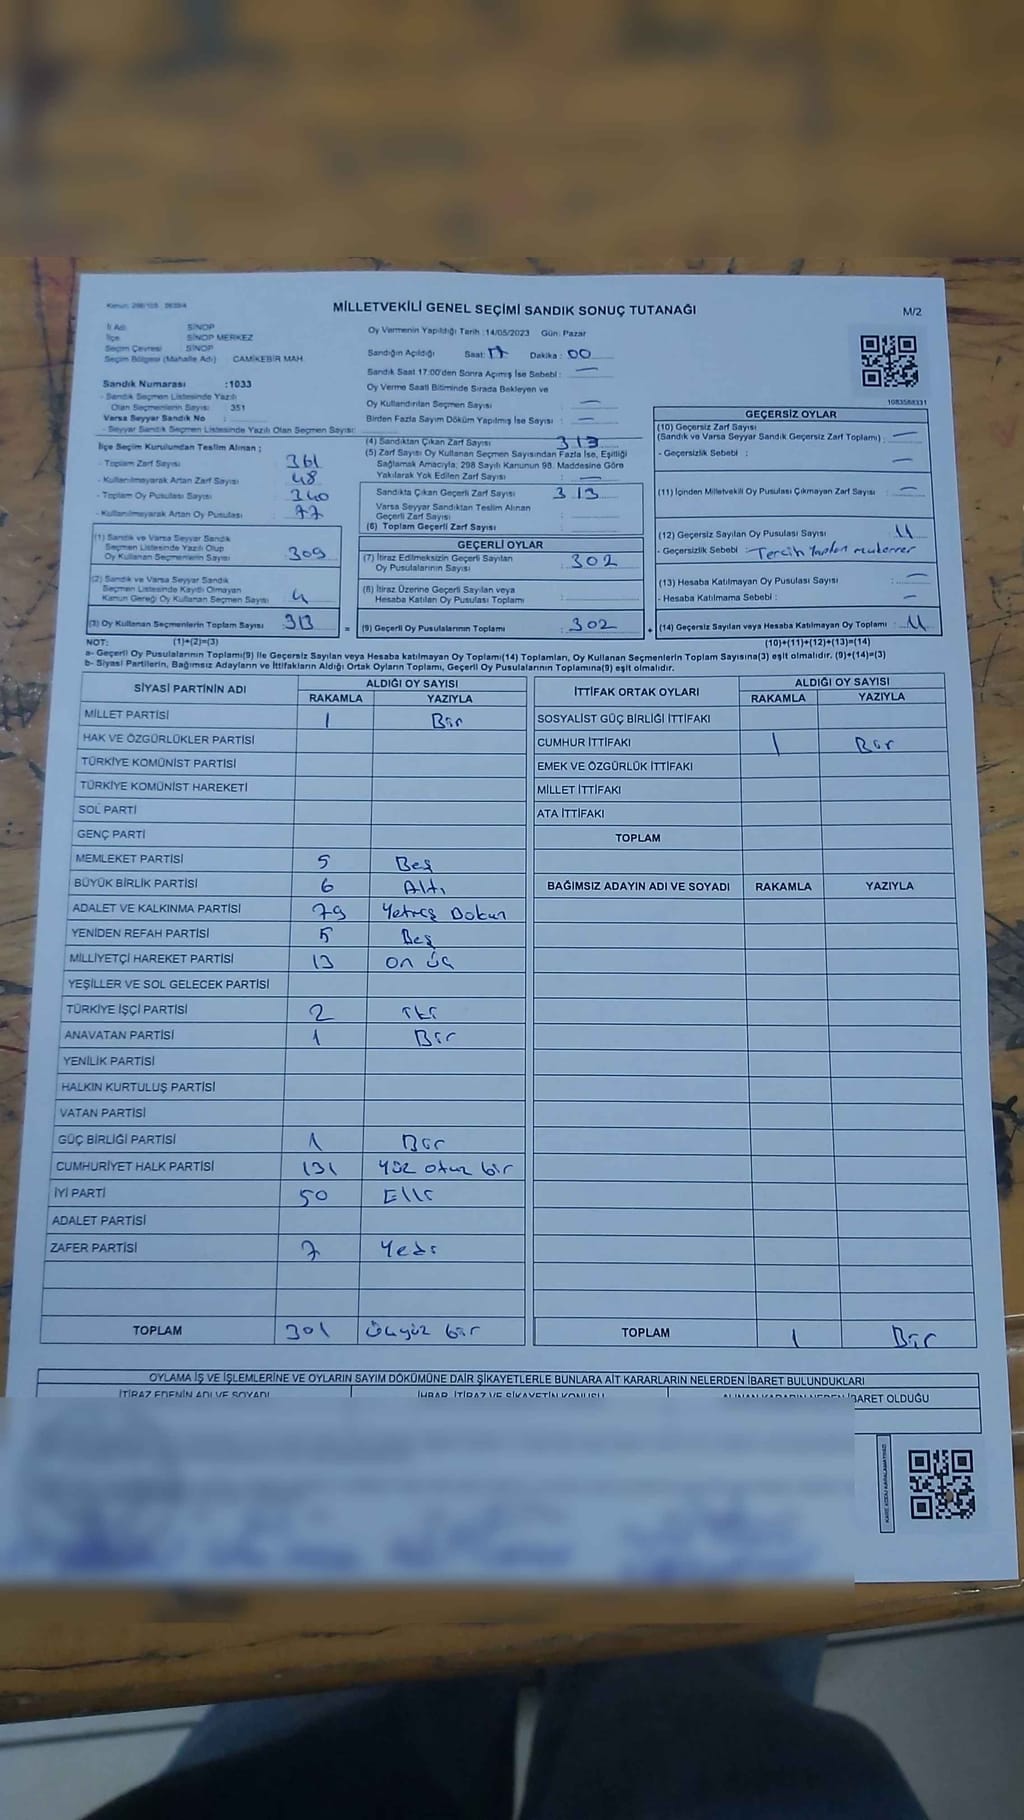 MİLLETVEKİLİ GENEL SEÇİMİ SANDIK SONUÇ TUTANAĞI
M/2
İl Adı : SİNOP
İlçe : SİNOP MERKEZ
Seçim Çevresi : SİNOP
Seçim Bölgesi (Mahalle Adı) : CAMİKEBİR MAH.
Sandık Numarası :1033
- Sandık Seçmen Listesinde Yazılı
Olan Seçmenlerin Sayısı : 351
Varsa Seyyar Sandık No :
- Seyyar Sandık Seçmen Listesinde Yazılı Olan Seçmen Sayısı:
Oy Vermenin Yapıldığı Tarih :14/05/2023 Gün: Pazar
Sandığın Açıldığı Saat: 17 Dakika : 00
Sandık Saat 17:00'den Sonra Açımış İse Sebebi : —
Oy Verme Saati Bitiminde Sırada Bekleyen ve
Oy Kullandırılan Seçmen Sayısı : —
Birden Fazla Sayım Döküm Yapılmış İse Sayısı : —
1083588331
İlçe Seçim Kurulundan Teslim Alınan ;
- Toplam Zarf Sayısı : 361
- Kullanılmayarak Artan Zarf Sayısı : 48
- Toplam Oy Pusulası Sayısı : 340
- Kullanılmayarak Artan Oy Pusulası : 77
(4) Sandıktan Çıkan Zarf Sayısı : 313
(5) Zarf Sayısı Oy Kullanan Seçmen Sayısından Fazla İse, Eşitliği
Sağlamak Amacıyla; 298 Sayılı Kanunun 98. Maddesine Göre
Yakılarak Yok Edilen Zarf Sayısı : —
Sandıkta Çıkan Geçerli Zarf Sayısı : 313
Varsa Seyyar Sandıktan Teslim Alınan
Geçerli Zarf Sayısı :
(6) Toplam Geçerli Zarf Sayısı :
GEÇERSİZ OYLAR
(10) Geçersiz Zarf Sayısı
(Sandık ve Varsa Seyyar Sandık Geçersiz Zarf Toplamı) : —
- Geçersizlik Sebebi : —
(11) İçinden Milletvekili Oy Pusulası Çıkmayan Zarf Sayısı : —
(12) Geçersiz Sayılan Oy Pusulası Sayısı : 11
- Geçersizlik Sebebi : Tercih Yapılan mükerrer
(13) Hesaba Katılmayan Oy Pusulası Sayısı : —
- Hesaba Katılmama Sebebi : —
(14) Geçersiz Sayılan veya Hesaba Katılmayan Oy Toplamı : 11
(1) Sandık ve Varsa Seyyar Sandık
Seçmen Listesinde Yazılı Olup
Oy Kullanan Seçmenlerin Sayısı : 309
(2) Sandık ve Varsa Seyyar Sandık
Seçmen Listesinde Kayıtlı Olmayan
Kanun Gereği Oy Kullanan Seçmen Sayısı : 4
(3) Oy Kullanan Seçmenlerin Toplam Sayısı : 313
GEÇERLİ OYLAR
(7) İtiraz Edilmeksizin Geçerli Sayılan
Oy Pusulalarının Sayısı : 302
(8) İtiraz Üzerine Geçerli Sayılan veya
Hesaba Katılan Oy Pusulası Toplamı :
= (9) Geçerli Oy Pusulalarının Toplamı : 302 +
NOT: (1)+(2)=(3) (10)+(11)+(12)+(13)=(14)
a- Geçerli Oy Pusulalarının Toplamı(9) ile Geçersiz Sayılan veya Hesaba katılmayan Oy Toplamı(14) Toplamları, Oy Kullanan Seçmenlerin Toplam Sayısına(3) eşit olmalıdır. (9)+(14)=(3)
b- Siyasi Partilerin, Bağımsız Adayların ve İttifakların Aldığı Ortak Oyların Toplamı, Geçerli Oy Pusulalarının Toplamına(9) eşit olmalıdır.
SİYASİ PARTİNİN ADI ALDIĞI OY SAYISI
RAKAMLA YAZIYLA
MİLLET PARTİSİ 1 Bir
HAK VE ÖZGÜRLÜKLER PARTİSİ
TÜRKİYE KOMÜNİST PARTİSİ
TÜRKİYE KOMÜNİST HAREKETİ
SOL PARTİ
GENÇ PARTİ
MEMLEKET PARTİSİ 5 Beş
BÜYÜK BİRLİK PARTİSİ 6 Altı
ADALET VE KALKINMA PARTİSİ 79 Yetmiş Dokuz
YENİDEN REFAH PARTİSİ 5 Beş
MİLLİYETÇİ HAREKET PARTİSİ 13 on üç
YEŞİLLER VE SOL GELECEK PARTİSİ
TÜRKİYE İŞÇİ PARTİSİ 2 iki
ANAVATAN PARTİSİ 1 Bir
YENİLİK PARTİSİ
HALKIN KURTULUŞ PARTİSİ
VATAN PARTİSİ
GÜÇ BİRLİĞİ PARTİSİ 1 Bir
CUMHURİYET HALK PARTİSİ 131 Yüz otuz bir
İYİ PARTİ 50 Elli
ADALET PARTİSİ
ZAFER PARTİSİ 7 Yedi
TOPLAM 301 Üçyüz bir
İTTİFAK ORTAK OYLARI ALDIĞI OY SAYISI
RAKAMLA YAZIYLA
SOSYALİST GÜÇ BİRLİĞİ İTTİFAKI
CUMHUR İTTİFAKI 1 Bir
EMEK VE ÖZGÜRLÜK İTTİFAKI
MİLLET İTTİFAKI
ATA İTTİFAKI
TOPLAM
BAĞIMSIZ ADAYIN ADI VE SOYADI RAKAMLA YAZIYLA
TOPLAM 1 Bir
OYLAMA İŞ VE İŞLEMLERİNE VE OYLARIN SAYIM DÖKÜMÜNE DAİR ŞİKAYETLERLE BUNLARA AİT KARARLARIN NELERDEN İBARET BULUNDUKLARI
İTİRAZ EDENİN ADI VE SOYADI İHBAR, İTİRAZ VE ŞİKAYETİN KONUSU ALINAN KARARIN NEDEN İBARET OLDUĞU